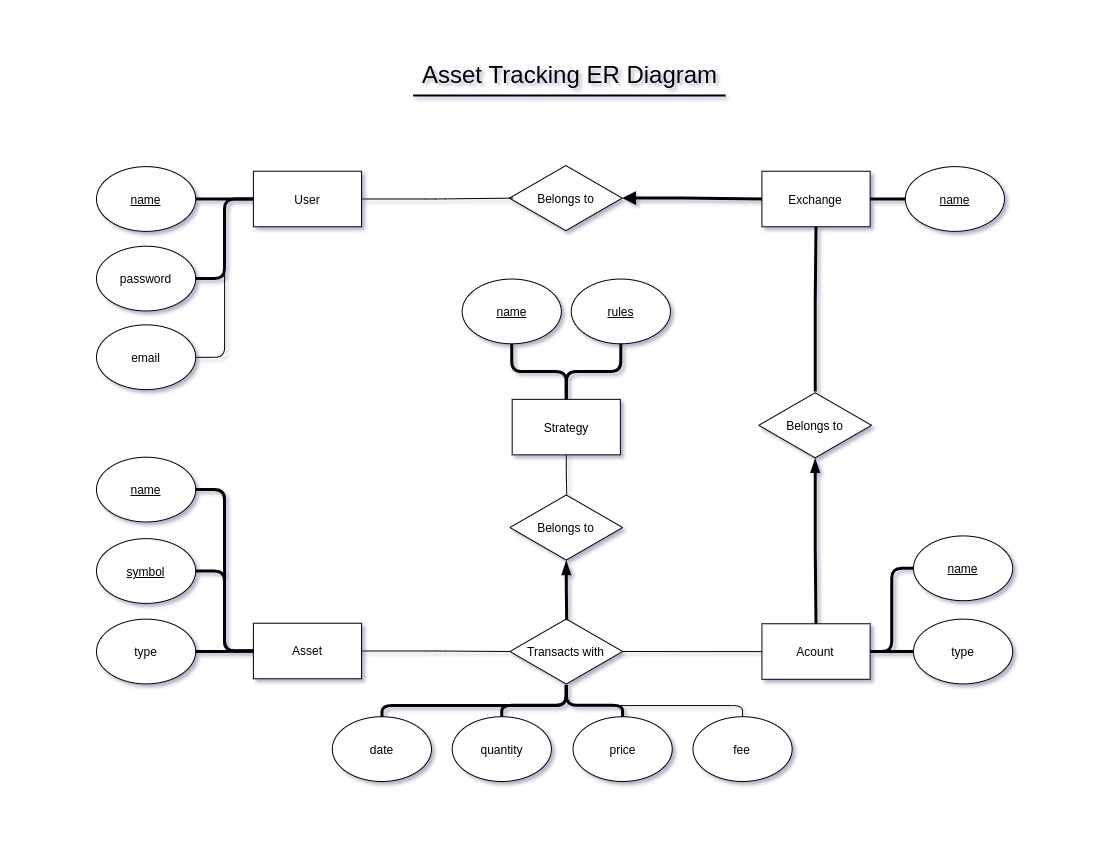 Asset Tracking ER Diagram
name
User
Belongs to
Exchange
name
password
email
name
rules
Strategy
Belongs to
name
symbol
type
Asset
Belongs to
Transacts with
Acount
name
type
date
quantity
price
fee